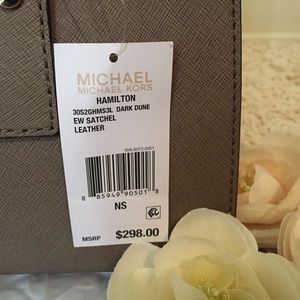 MICHAEL
MICHAEL KORS
HAMILTON
30S2GHMS3L DARK DUNE
EW SATCHEL
LEATHER
8 85949 90501 8
NS
MSRP $298.00